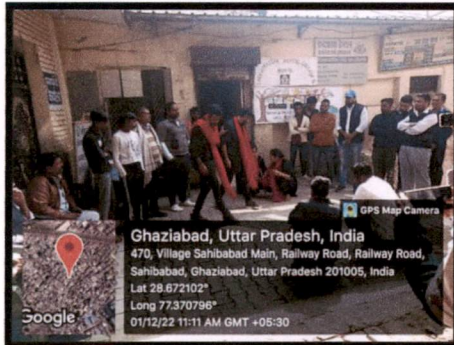 GPS Map Camera
Ghaziabad, Uttar Pradesh, India
470, Village Sahibabad Main, Railway Road, Railway Road,
Sahibabad, Ghaziabad, Uttar Pradesh 201005, India
Lat 28.672102°
Long 77.370796°
01/12/22 11:11 AM GMT +05:30
Google